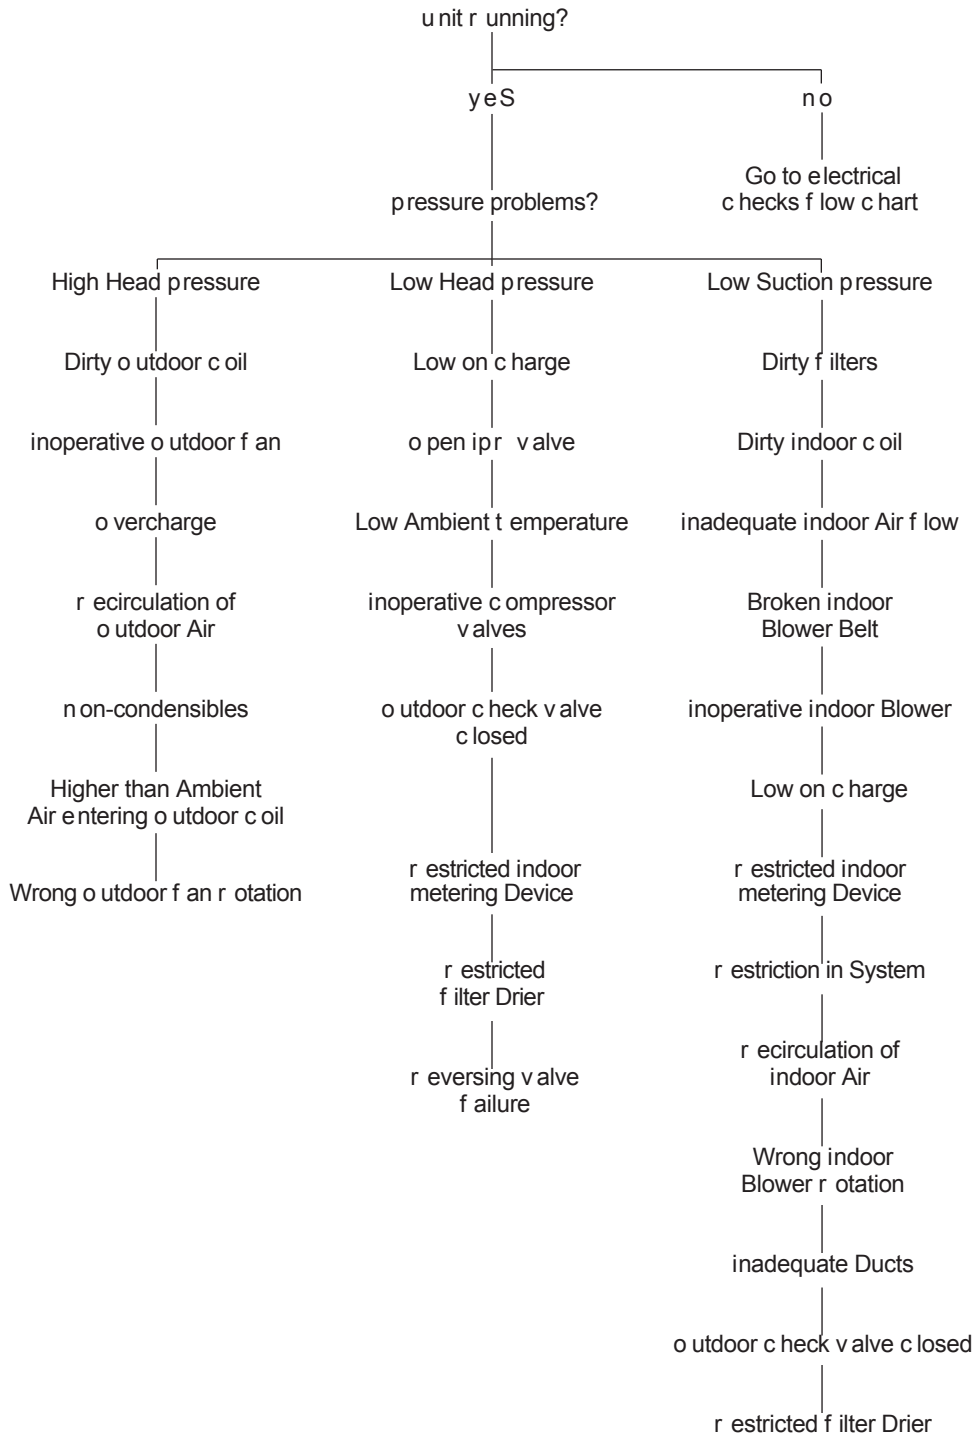 unit running?
yeS
no
Go to electrical
checks flow chart
pressure problems?
High Head pressure
Low Head pressure
Low Suction pressure
Dirty outdoor coil
Low on charge
Dirty filters
inoperative outdoor fan
open ipr valve
Dirty indoor coil
overcharge
Low Ambient temperature
inadequate indoor Air flow
recirculation of
outdoor Air
inoperative compressor
valves
Broken indoor
Blower Belt
non-condensibles
outdoor check valve
closed
inoperative indoor Blower
Higher than Ambient
Air entering outdoor coil
Low on charge
Wrong outdoor fan rotation
restricted indoor
metering Device
restricted indoor
metering Device
restricted
filter Drier
restriction in System
reversing valve
failure
recirculation of
indoor Air
Wrong indoor
Blower rotation
inadequate Ducts
outdoor check valve closed
restricted filter Drier